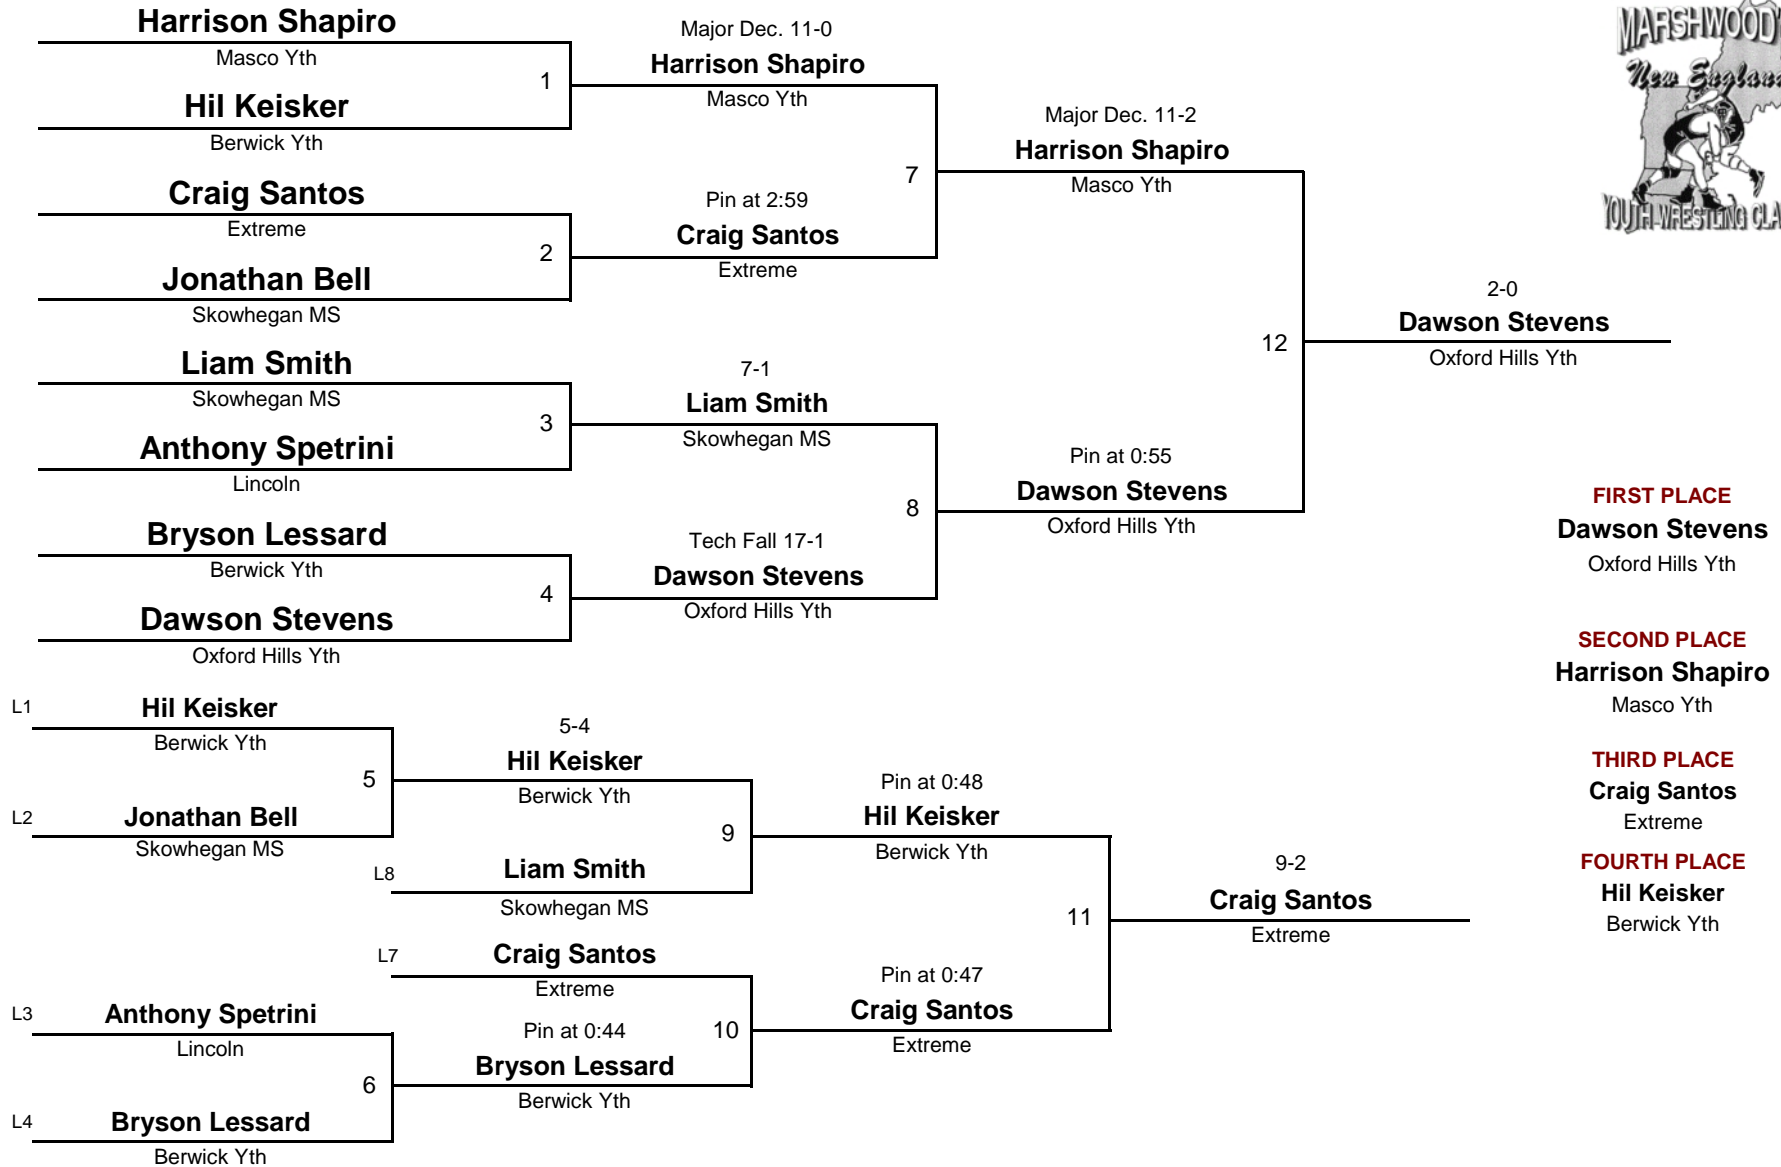 Harrison Shapiro
Masco Yth
1
Hil Keisker
Berwick Yth
Craig Santos
Extreme
2
Jonathan Bell
Skowhegan MS
Liam Smith
Skowhegan MS
3
Anthony Spetrini
Lincoln
Bryson Lessard
Berwick Yth
4
Dawson Stevens
Oxford Hills Yth
Major Dec. 11-0
Harrison Shapiro
Masco Yth
7
Pin at 2:59
Craig Santos
Extreme
7-1
Liam Smith
Skowhegan MS
8
Tech Fall 17-1
Dawson Stevens
Oxford Hills Yth
Major Dec. 11-2
Harrison Shapiro
Masco Yth
12
Pin at 0:55
Dawson Stevens
Oxford Hills Yth
2-0
Dawson Stevens
Oxford Hills Yth
L1
Hil Keisker
Berwick Yth
5
L2
Jonathan Bell
Skowhegan MS
5-4
Hil Keisker
Berwick Yth
9
L8
Liam Smith
Skowhegan MS
L7
Craig Santos
Extreme
10
L3
Anthony Spetrini
Lincoln
6
L4
Bryson Lessard
Berwick Yth
Pin at 0:44
Bryson Lessard
Berwick Yth
Pin at 0:48
Hil Keisker
Berwick Yth
11
Pin at 0:47
Craig Santos
Extreme
9-2
Craig Santos
Extreme
MARSHWOOD
New England
YOUTH WRESTLING CLA
FIRST PLACE
Dawson Stevens
Oxford Hills Yth
SECOND PLACE
Harrison Shapiro
Masco Yth
THIRD PLACE
Craig Santos
Extreme
FOURTH PLACE
Hil Keisker
Berwick Yth